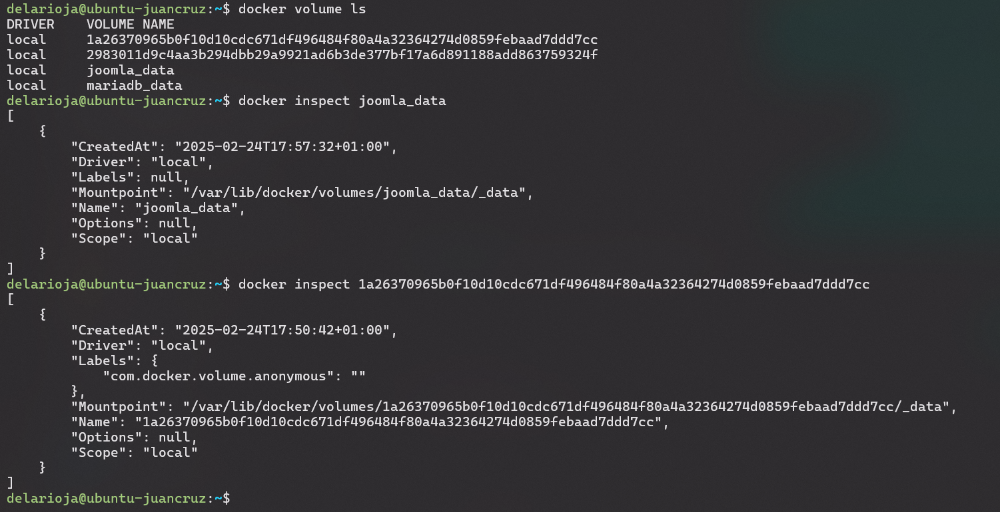 delarioja@ubuntu-juancruz:~$ docker volume ls
DRIVER    VOLUME NAME
local     1a26370965b0f10d10cdc671df496484f80a4a32364274d0859febaad7ddd7cc
local     2983011d9c4aa3b294dbb29a9921ad6b3de377bf17a6d891188add863759324f
local     joomla_data
local     mariadb_data
delarioja@ubuntu-juancruz:~$ docker inspect joomla_data
[
    {
        "CreatedAt": "2025-02-24T17:57:32+01:00",
        "Driver": "local",
        "Labels": null,
        "Mountpoint": "/var/lib/docker/volumes/joomla_data/_data",
        "Name": "joomla_data",
        "Options": null,
        "Scope": "local"
    }
]
delarioja@ubuntu-juancruz:~$ docker inspect 1a26370965b0f10d10cdc671df496484f80a4a32364274d0859febaad7ddd7cc
[
    {
        "CreatedAt": "2025-02-24T17:50:42+01:00",
        "Driver": "local",
        "Labels": {
            "com.docker.volume.anonymous": ""
        },
        "Mountpoint": "/var/lib/docker/volumes/1a26370965b0f10d10cdc671df496484f80a4a32364274d0859febaad7ddd7cc/_data",
        "Name": "1a26370965b0f10d10cdc671df496484f80a4a32364274d0859febaad7ddd7cc",
        "Options": null,
        "Scope": "local"
    }
]
delarioja@ubuntu-juancruz:~$